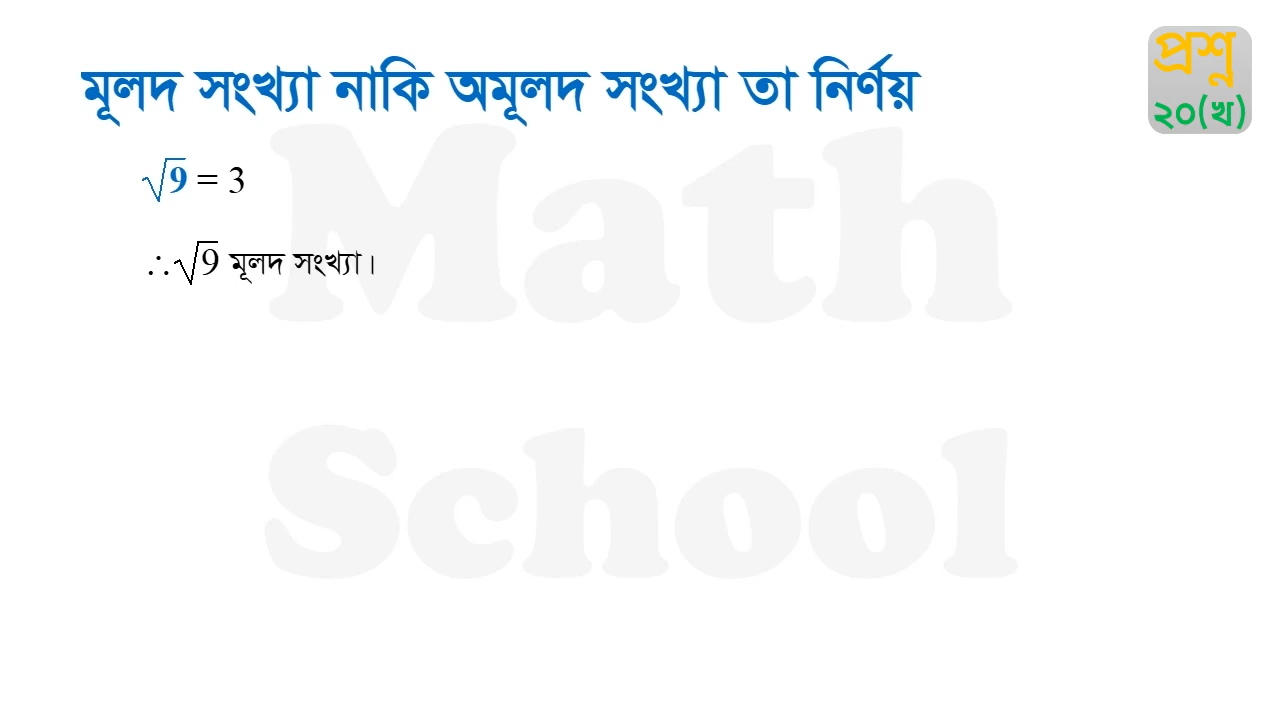 মূলদ সংখ্যা নাকি অমূলদ সংখ্যা তা নির্ণয়
প্রশ্ন
২০(খ)
√9 = 3
∴√9 মূলদ সংখ্যা।
Math
School